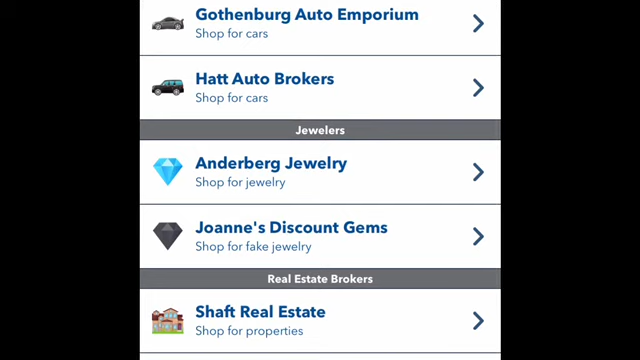 Gothenburg Auto Emporium
Shop for cars
Hatt Auto Brokers
Shop for cars
Jewelers
Anderberg Jewelry
Shop for jewelry
Joanne's Discount Gems
Shop for fake jewelry
Real Estate Brokers
Shaft Real Estate
Shop for properties